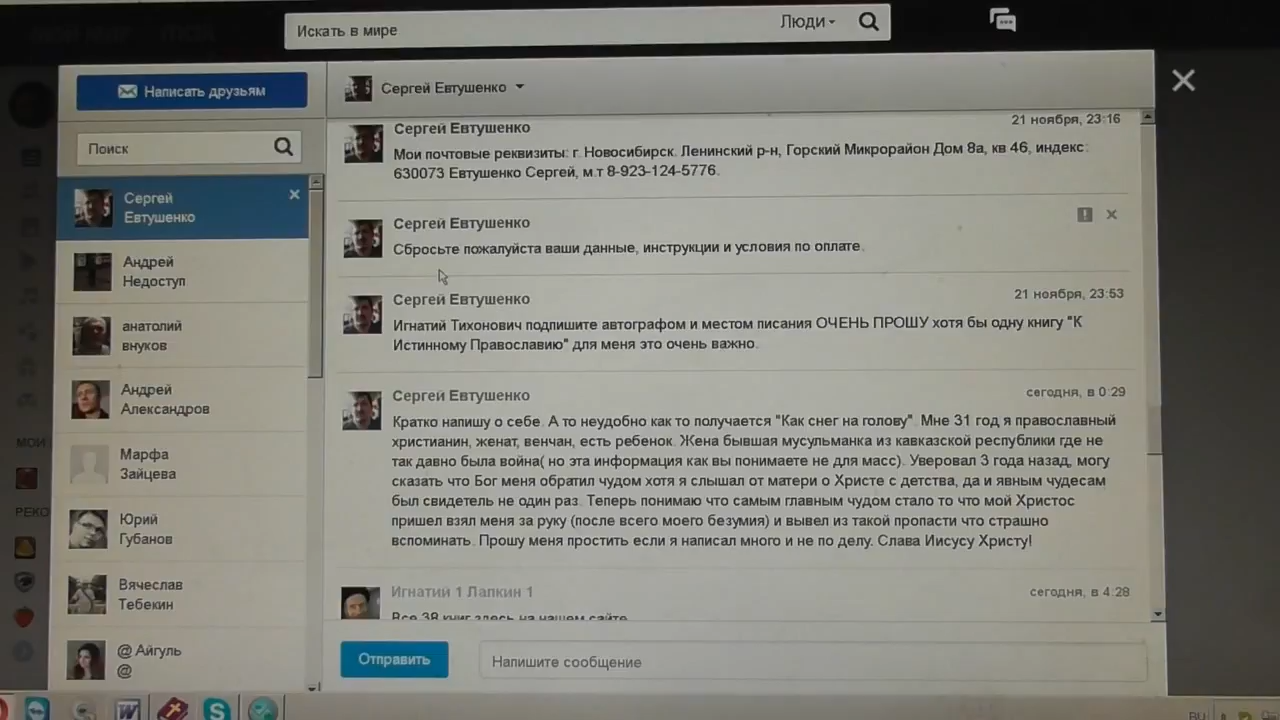 Искать в мире
Люди
Написать друзьям
Поиск
Сергей
Евтушенко
Андрей
Недоступ
анатолий
внуков
Андрей
Александров
Марфа
Зайцева
Юрий
Губанов
Вячеслав
Тебекин
@ Айгуль
@
МОИ
РЕКО
Сергей Евтушенко
Сергей Евтушенко
21 ноября, 23:16
Мои почтовые реквизиты: г. Новосибирск. Ленинский р-н, Горский Микрорайон Дом 8а, кв 46, индекс:
630073 Евтушенко Сергей, м.т 8-923-124-5776.
Сергей Евтушенко
Сбросьте пожалуйста ваши данные, инструкции и условия по оплате.
Сергей Евтушенко
21 ноября, 23:53
Игнатий Тихонович подпишите автографом и местом писания ОЧЕНЬ ПРОШУ хотя бы одну книгу "К
Истинному Православию" для меня это очень важно.
Сергей Евтушенко
сегодня, в 0:29
Кратко напишу о себе. А то неудобно как то получается "Как снег на голову". Мне 31 год я православный
христианин, женат, венчан, есть ребенок. Жена бывшая мусульманка из кавказской республики где не
так давно была война( но эта информация как вы понимаете не для масс). Уверовал 3 года назад, могу
сказать что Бог меня обратил чудом хотя я слышал от матери о Христе с детства, да и явным чудесам
был свидетель не один раз. Теперь понимаю что самым главным чудом стало то что мой Христос
пришел взял меня за руку (после всего моего безумия) и вывел из такой пропасти что страшно
вспоминать. Прошу меня простить если я написал много и не по делу. Слава Иисусу Христу!
Игнатий 1 Лапкин 1
сегодня, в 4:28
Все 38 книг здесь на нашем сайте
Отправить
Напишите сообщение
RU